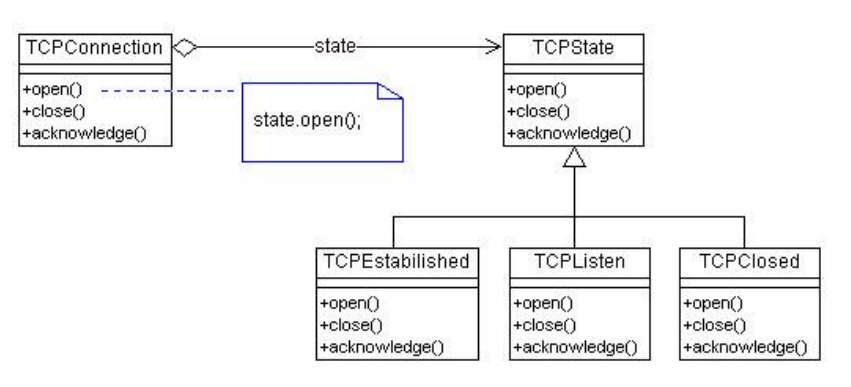 TCPConnection
+open()
+close()
+acknowledge()
state
state.open();
TCPState
+open()
+close()
+acknowledge()
TCPEstabilished
+open()
+close()
+acknowledge()
TCPListen
+open()
+close()
+acknowledge()
TCPClosed
+open()
+close()
+acknowledge()